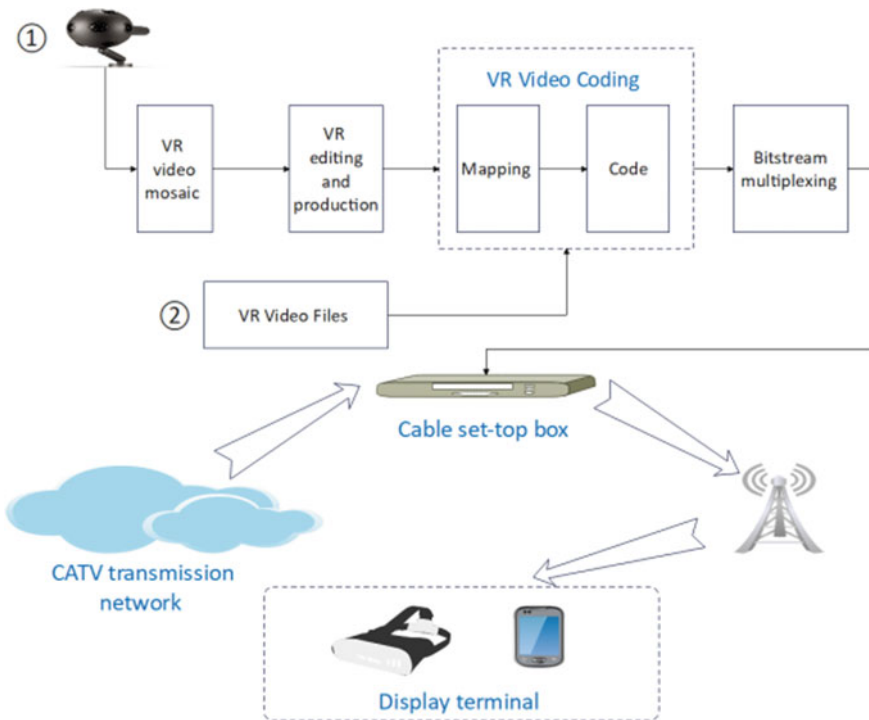 ①
VR
video
mosaic
VR
editing
and
production
VR Video Coding
Mapping
Code
Bitstream
multiplexing
②
VR Video Files
Cable set-top box
CATV transmission
network
Display terminal